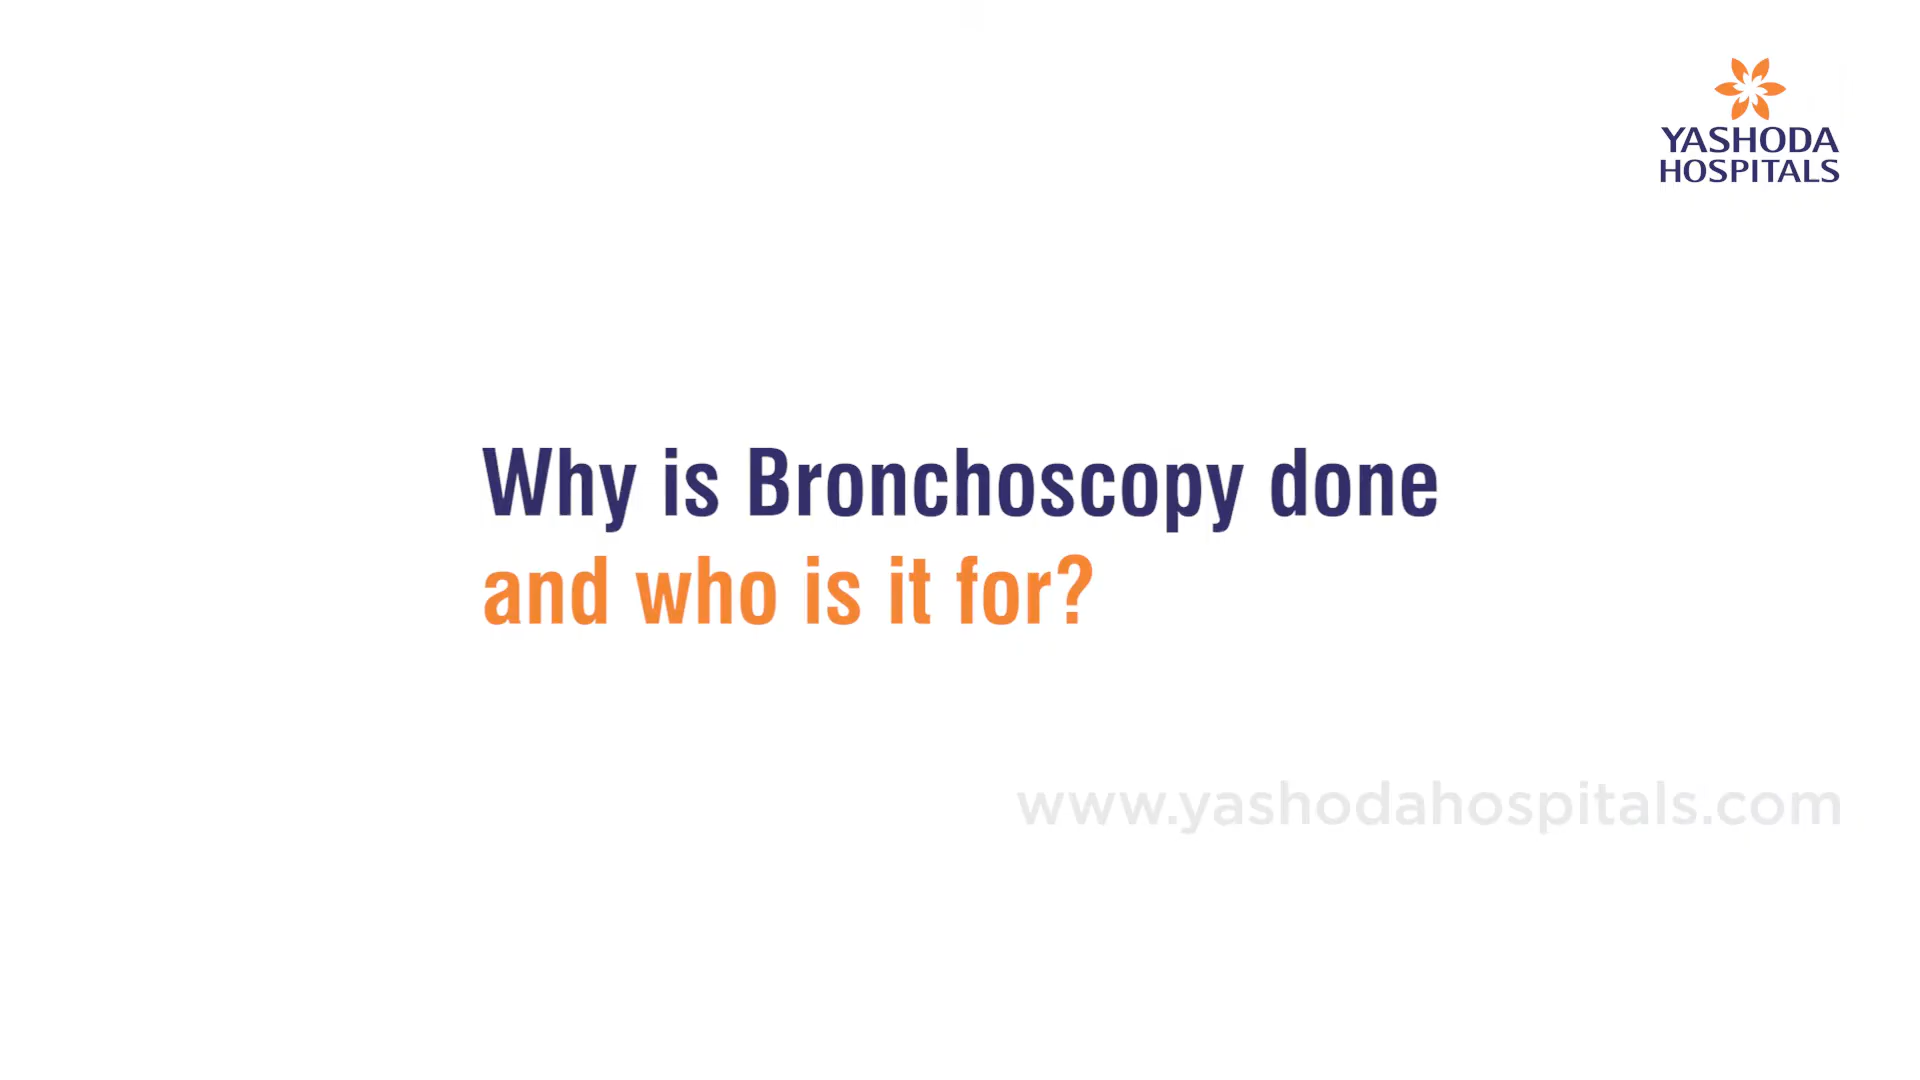 YASHODA
HOSPITALS
Why is Bronchoscopy done
and who is it for?
www.yashodahospitals.com